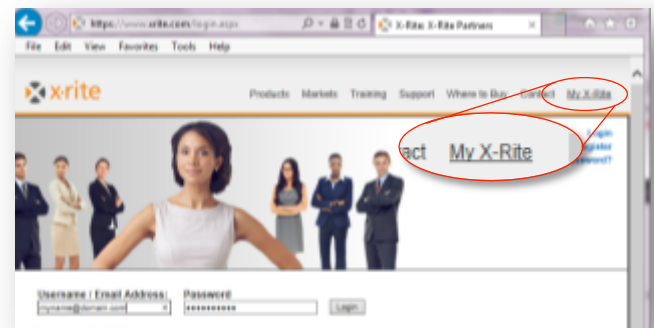 https://www.xrite.com/login.aspx
X-Rite: X-Rite Partners
File Edit View Favorites Tools Help
x·rite
Products Markets Training Support Where to Buy Contact My X-Rite
act My X-Rite
Login
Username / Email Address: Password
myname@domain.com Login